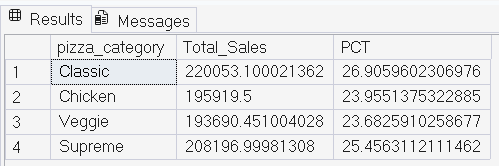 Results Messages
pizza_category Total_Sales PCT
1 Classic 220053.100021362 26.9059602306976
2 Chicken 195919.5 23.9551375322885
3 Veggie 193690.451004028 23.6825910258677
4 Supreme 208196.99981308 25.4563112111462